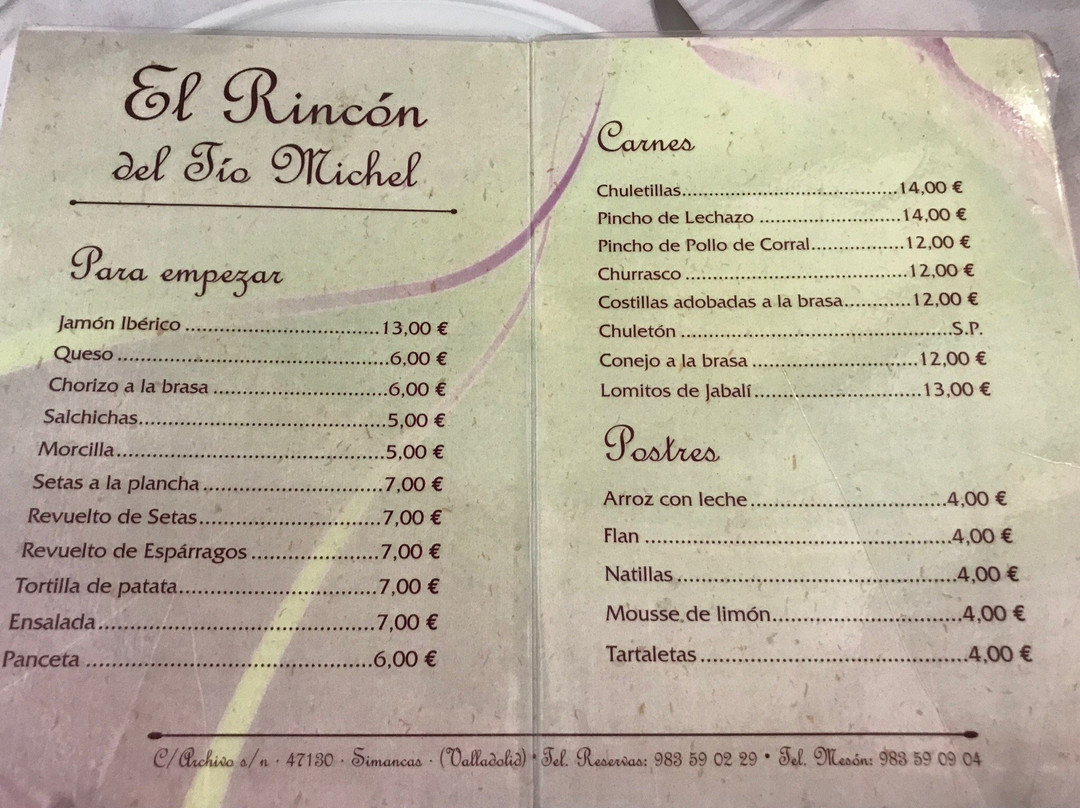 El Rincón
del Tío Michel
Para empezar
Jamón Ibérico ..................................13,00 €
Queso ................................................6,00 €
Chorizo a la brasa ..............................6,00 €
Salchichas...........................................5,00 €
Morcilla...............................................5,00 €
Setas a la plancha...............................7,00 €
Revuelto de Setas................................7,00 €
Revuelto de Espárragos ......................7,00 €
Tortilla de patata..................................7,00 €
Ensalada..............................................7,00 €
Panceta ...............................................6,00 €
Carnes
Chuletillas.......................................14,00 €
Pincho de Lechazo .........................14,00 €
Pincho de Pollo de Corral.................12,00 €
Churrasco .......................................12,00 €
Costillas adobadas a la brasa............12,00 €
Chuletón ...............................................S.P.
Conejo a la brasa .............................12,00 €
Lomitos de Jabalí..............................13,00 €
Postres
Arroz con leche..................................4,00 €
Flan ....................................................4,00 €
Natillas ...............................................4,00 €
Mousse de limón................................4,00 €
Tartaletas............................................4,00 €
C/Archivo s/n · 47130 · Simancas · (Valladolid) • Tel. Reservas: 983 59 02 29 • Tel. Mesón: 983 59 09 04